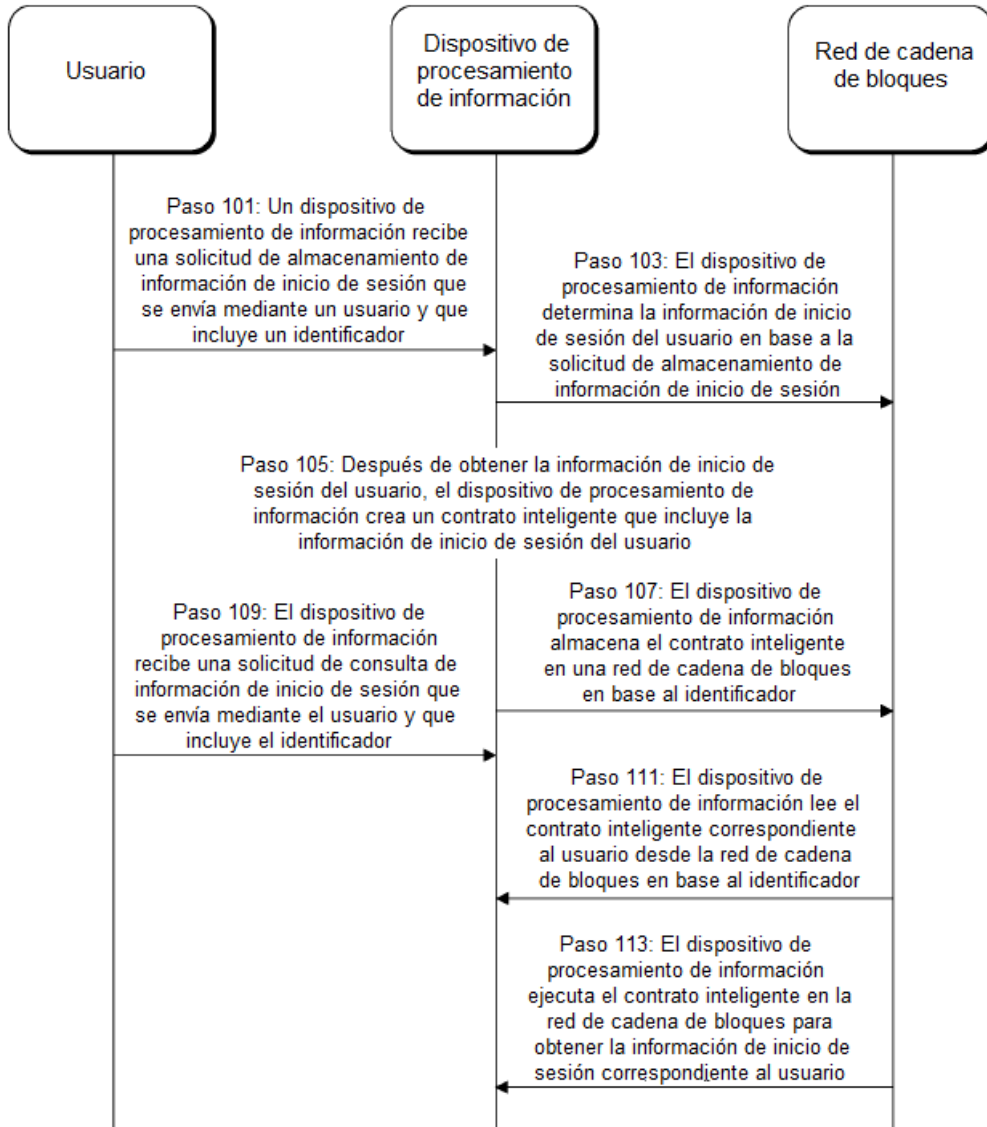 Usuario
Dispositivo de
procesamiento
de información
Red de cadena
de bloques
Paso 101: Un dispositivo de
procesamiento de información recibe
una solicitud de almacenamiento de
información de inicio de sesión que
se envía mediante un usuario y que
incluye un identificador
Paso 103: El dispositivo de
procesamiento de información
determina la información de inicio
de sesión del usuario en base a la
solicitud de almacenamiento de
información de inicio de sesión
Paso 105: Después de obtener la información de inicio de
sesión del usuario, el dispositivo de procesamiento de
información crea un contrato inteligente que incluye la
información de inicio de sesión del usuario
Paso 107: El dispositivo de
procesamiento de información
almacena el contrato inteligente
en una red de cadena de bloques
en base al identificador
Paso 109: El dispositivo de
procesamiento de información
recibe una solicitud de consulta de
información de inicio de sesión que
se envía mediante el usuario y que
incluye el identificador
Paso 111: El dispositivo de
procesamiento de información lee el
contrato inteligente correspondiente
al usuario desde la red de cadena
de bloques en base al identificador
Paso 113: El dispositivo de
procesamiento de información
ejecuta el contrato inteligente en la
red de cadena de bloques para
obtener la información de inicio de
sesión correspondiente al usuario